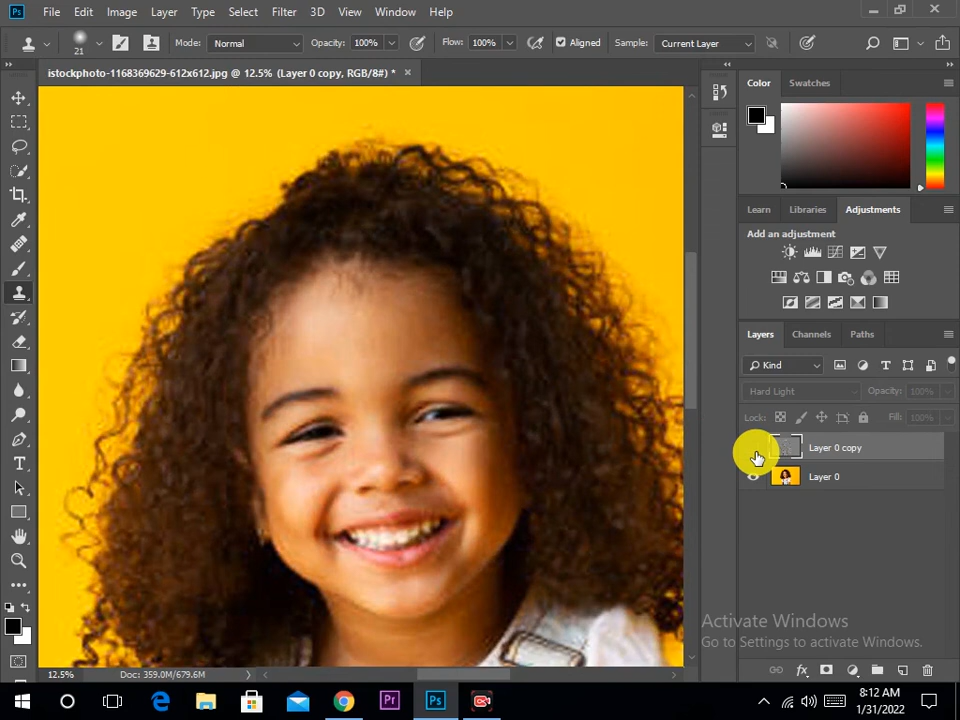 Ps File Edit Image Layer Type Select Filter 3D View Window Help
21 Mode: Normal Opacity: 100% Flow: 100% Aligned Sample: Current Layer
istockphoto-1168369629-612x612.jpg @ 12.5% (Layer 0 copy, RGB/8#) *
Color Swatches
Learn Libraries Adjustments
Add an adjustment
Layers Channels Paths
Kind
Hard Light Opacity: 100%
Lock: Fill: 100%
Layer 0 copy
Layer 0
Activate Windows
Go to Settings to activate Windows.
12.5% Doc: 359.0M/679.6M
Pr Ps
8:12 AM
1/31/2022